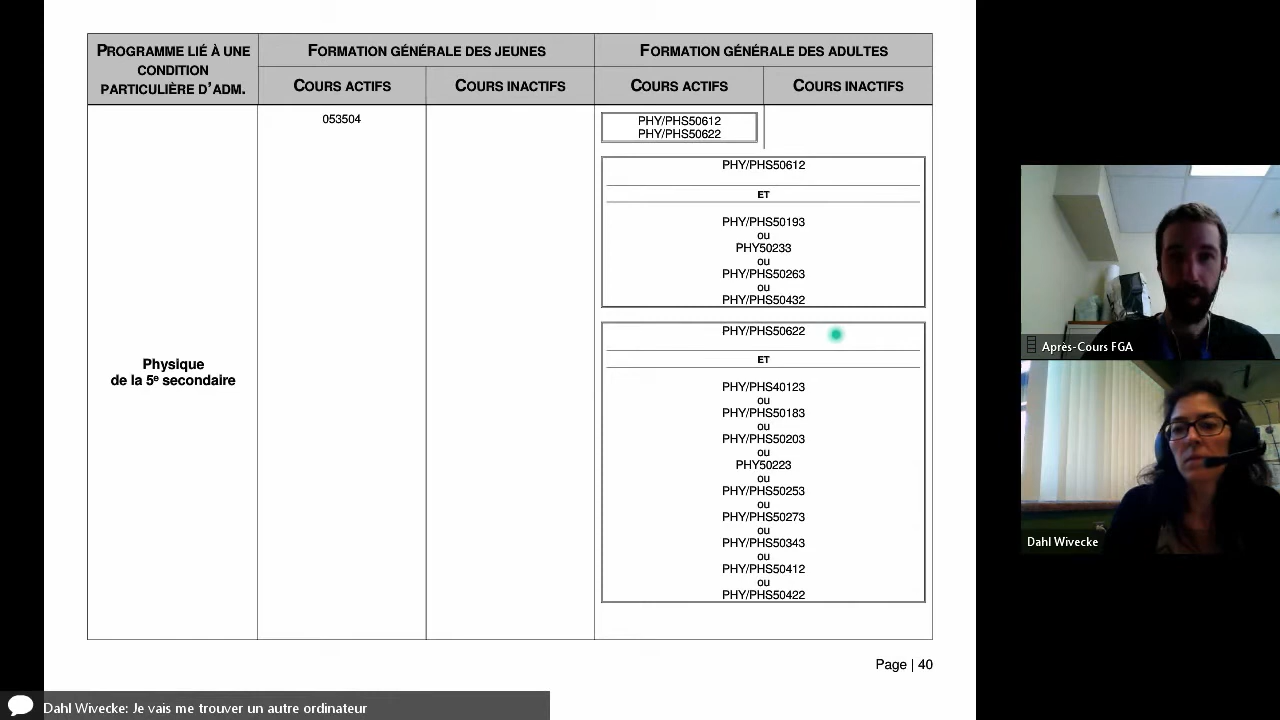 PROGRAMME LIÉ À UNE CONDITION PARTICULIÈRE D'ADM.
FORMATION GÉNÉRALE DES JEUNES
FORMATION GÉNÉRALE DES ADULTES
COURS ACTIFS
COURS INACTIFS
COURS ACTIFS
COURS INACTIFS
Physique
de la 5e secondaire
053504
PHY/PHS50612
PHY/PHS50622
PHY/PHS50612
ET
PHY/PHS50193
ou
PHY50233
ou
PHY/PHS50263
ou
PHY/PHS50432
PHY/PHS50622
ET
PHY/PHS40123
ou
PHY/PHS50183
ou
PHY/PHS50203
ou
PHY50223
ou
PHY/PHS50253
ou
PHY/PHS50273
ou
PHY/PHS50343
ou
PHY/PHS50412
ou
PHY/PHS50422
Page | 40
Après-Cours FGA
Dahl Wivecke
Dahl Wivecke: Je vais me trouver un autre ordinateur